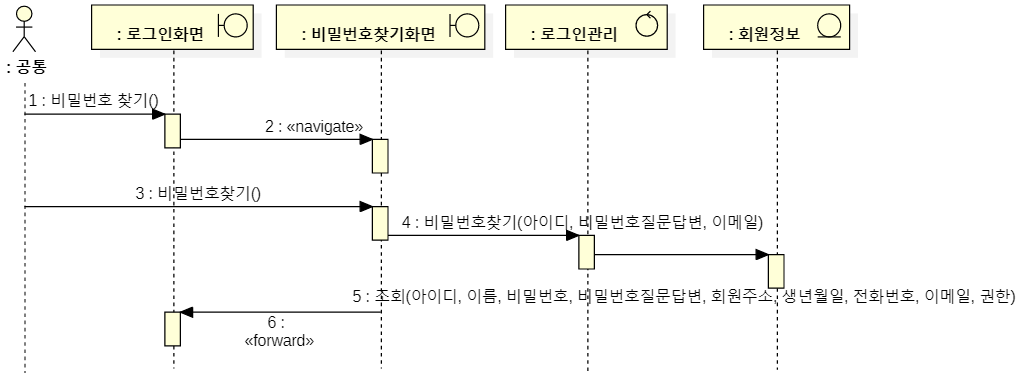 : 로그인화면
: 비밀번호찾기화면
: 로그인관리
: 회원정보
: 공통
1 : 비밀번호 찾기()
2 : «navigate»
3 : 비밀번호찾기()
4 : 비밀번호찾기(아이디, 비밀번호질문답변, 이메일)
5 : 조회(아이디, 이름, 비밀번호, 비밀번호질문답변, 회원주소, 생년월일, 전화번호, 이메일, 권한)
6 :
«forward»